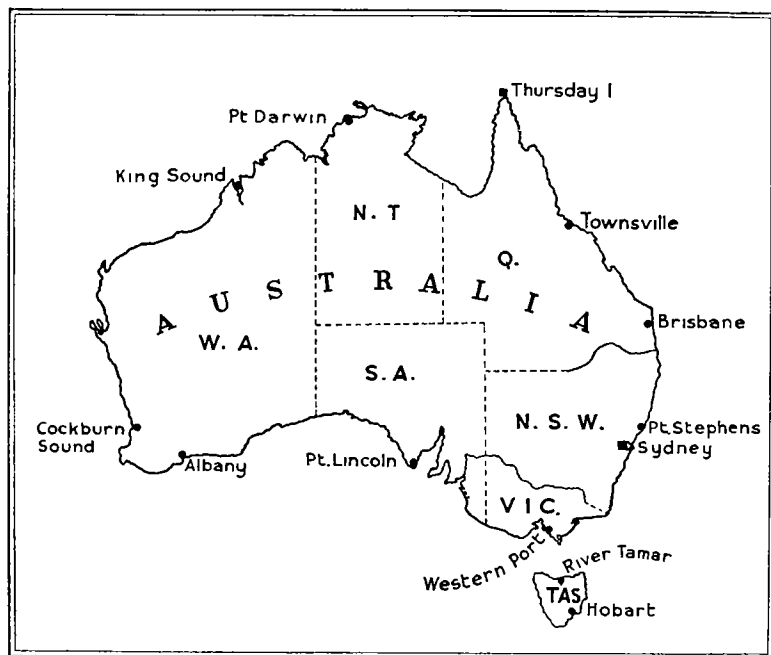 Thursday I
Pt Darwin
King Sound
N. T
Townsville
Q.
AUSTRALIA
Brisbane
W. A.
S. A.
N. S. W.
Pt. Stephens
Sydney
Cockburn
Sound
Albany
Pt. Lincoln
VIC.
Western Port
River Tamar
TAS
Hobart